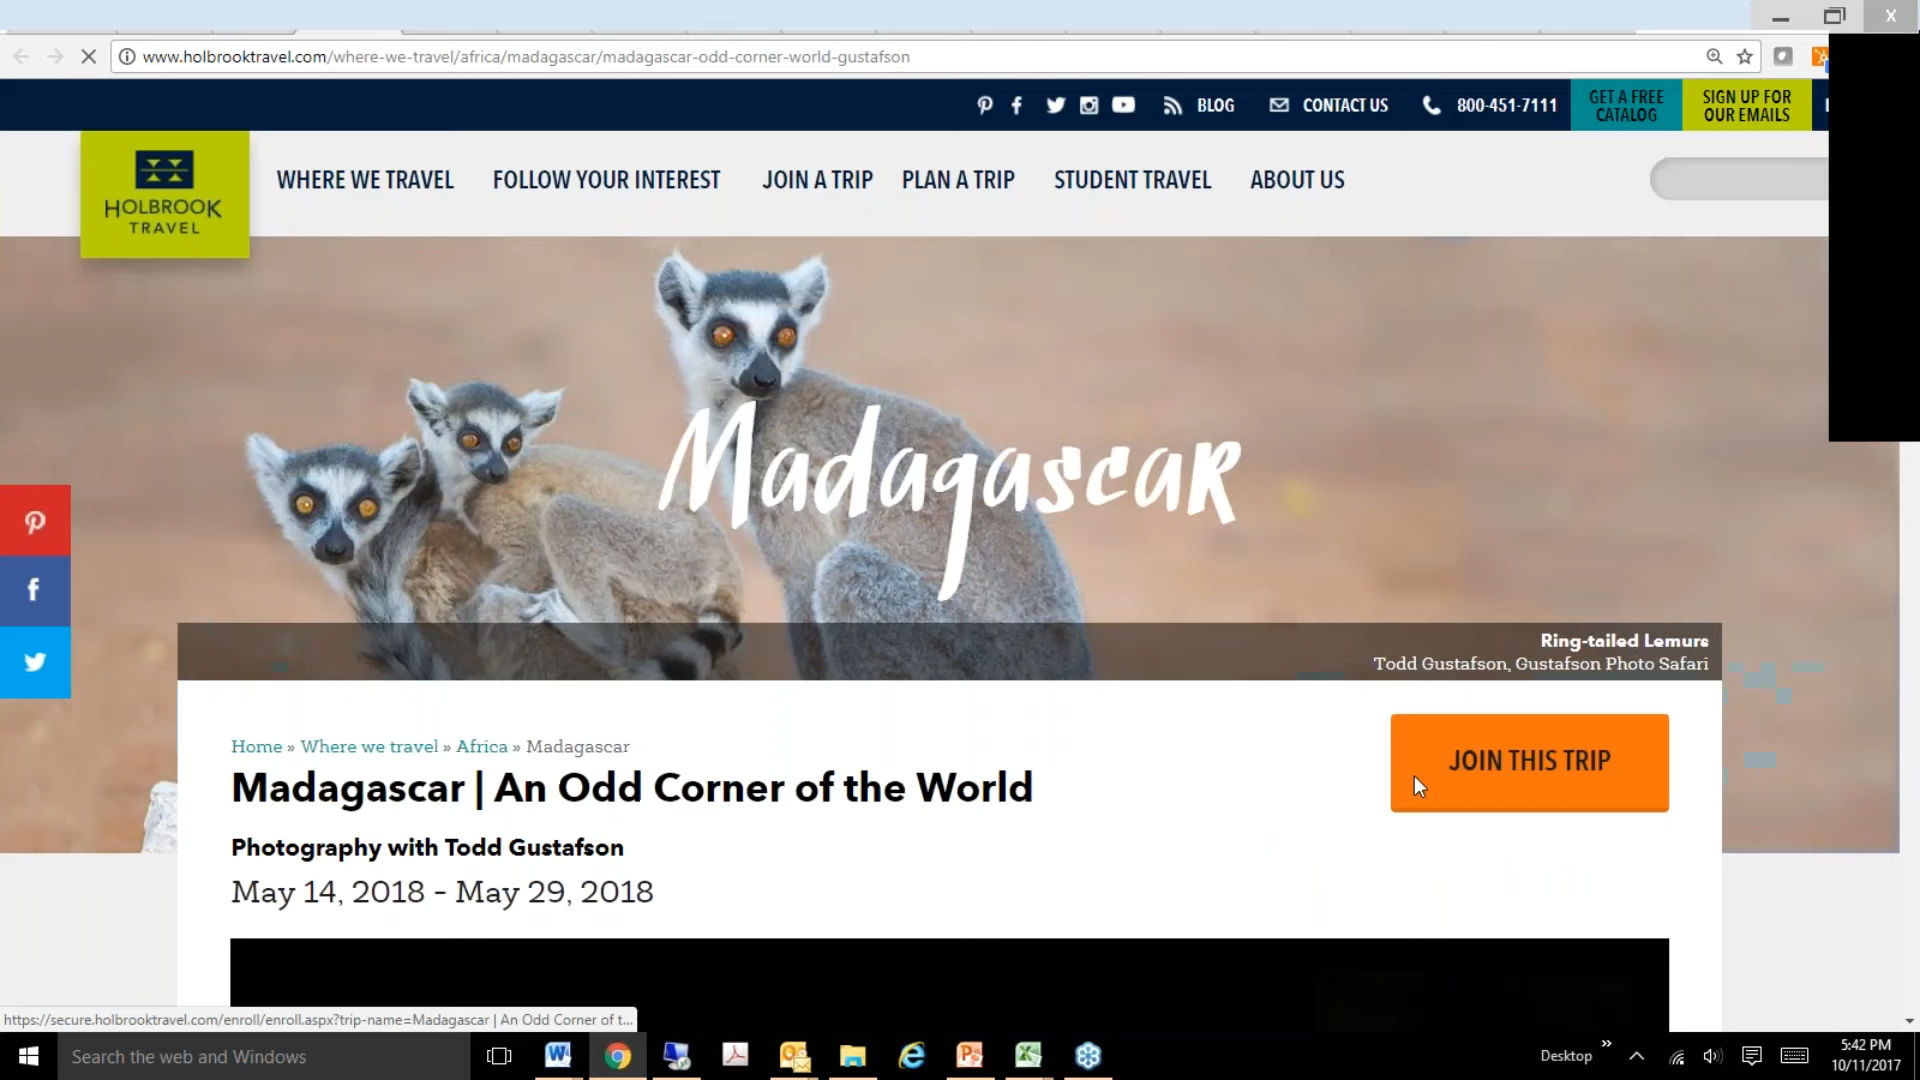 www.holbrooktravel.com/where-we-travel/africa/madagascar/madagascar-odd-corner-world-gustafson
BLOG
CONTACT US
800-451-7111
GET A FREE
CATALOG
SIGN UP FOR
OUR EMAILS
HOLBROOK
TRAVEL
WHERE WE TRAVEL
FOLLOW YOUR INTEREST
JOIN A TRIP
PLAN A TRIP
STUDENT TRAVEL
ABOUT US
Madagascar
Ring-tailed Lemurs
Todd Gustafson, Gustafson Photo Safari
Home » Where we travel » Africa » Madagascar
JOIN THIS TRIP
Madagascar | An Odd Corner of the World
Photography with Todd Gustafson
May 14, 2018 - May 29, 2018
https://secure.holbrooktravel.com/enroll/enroll.aspx?trip-name=Madagascar | An Odd Corner of t...
Search the web and Windows
Desktop
5:42 PM
10/11/2017